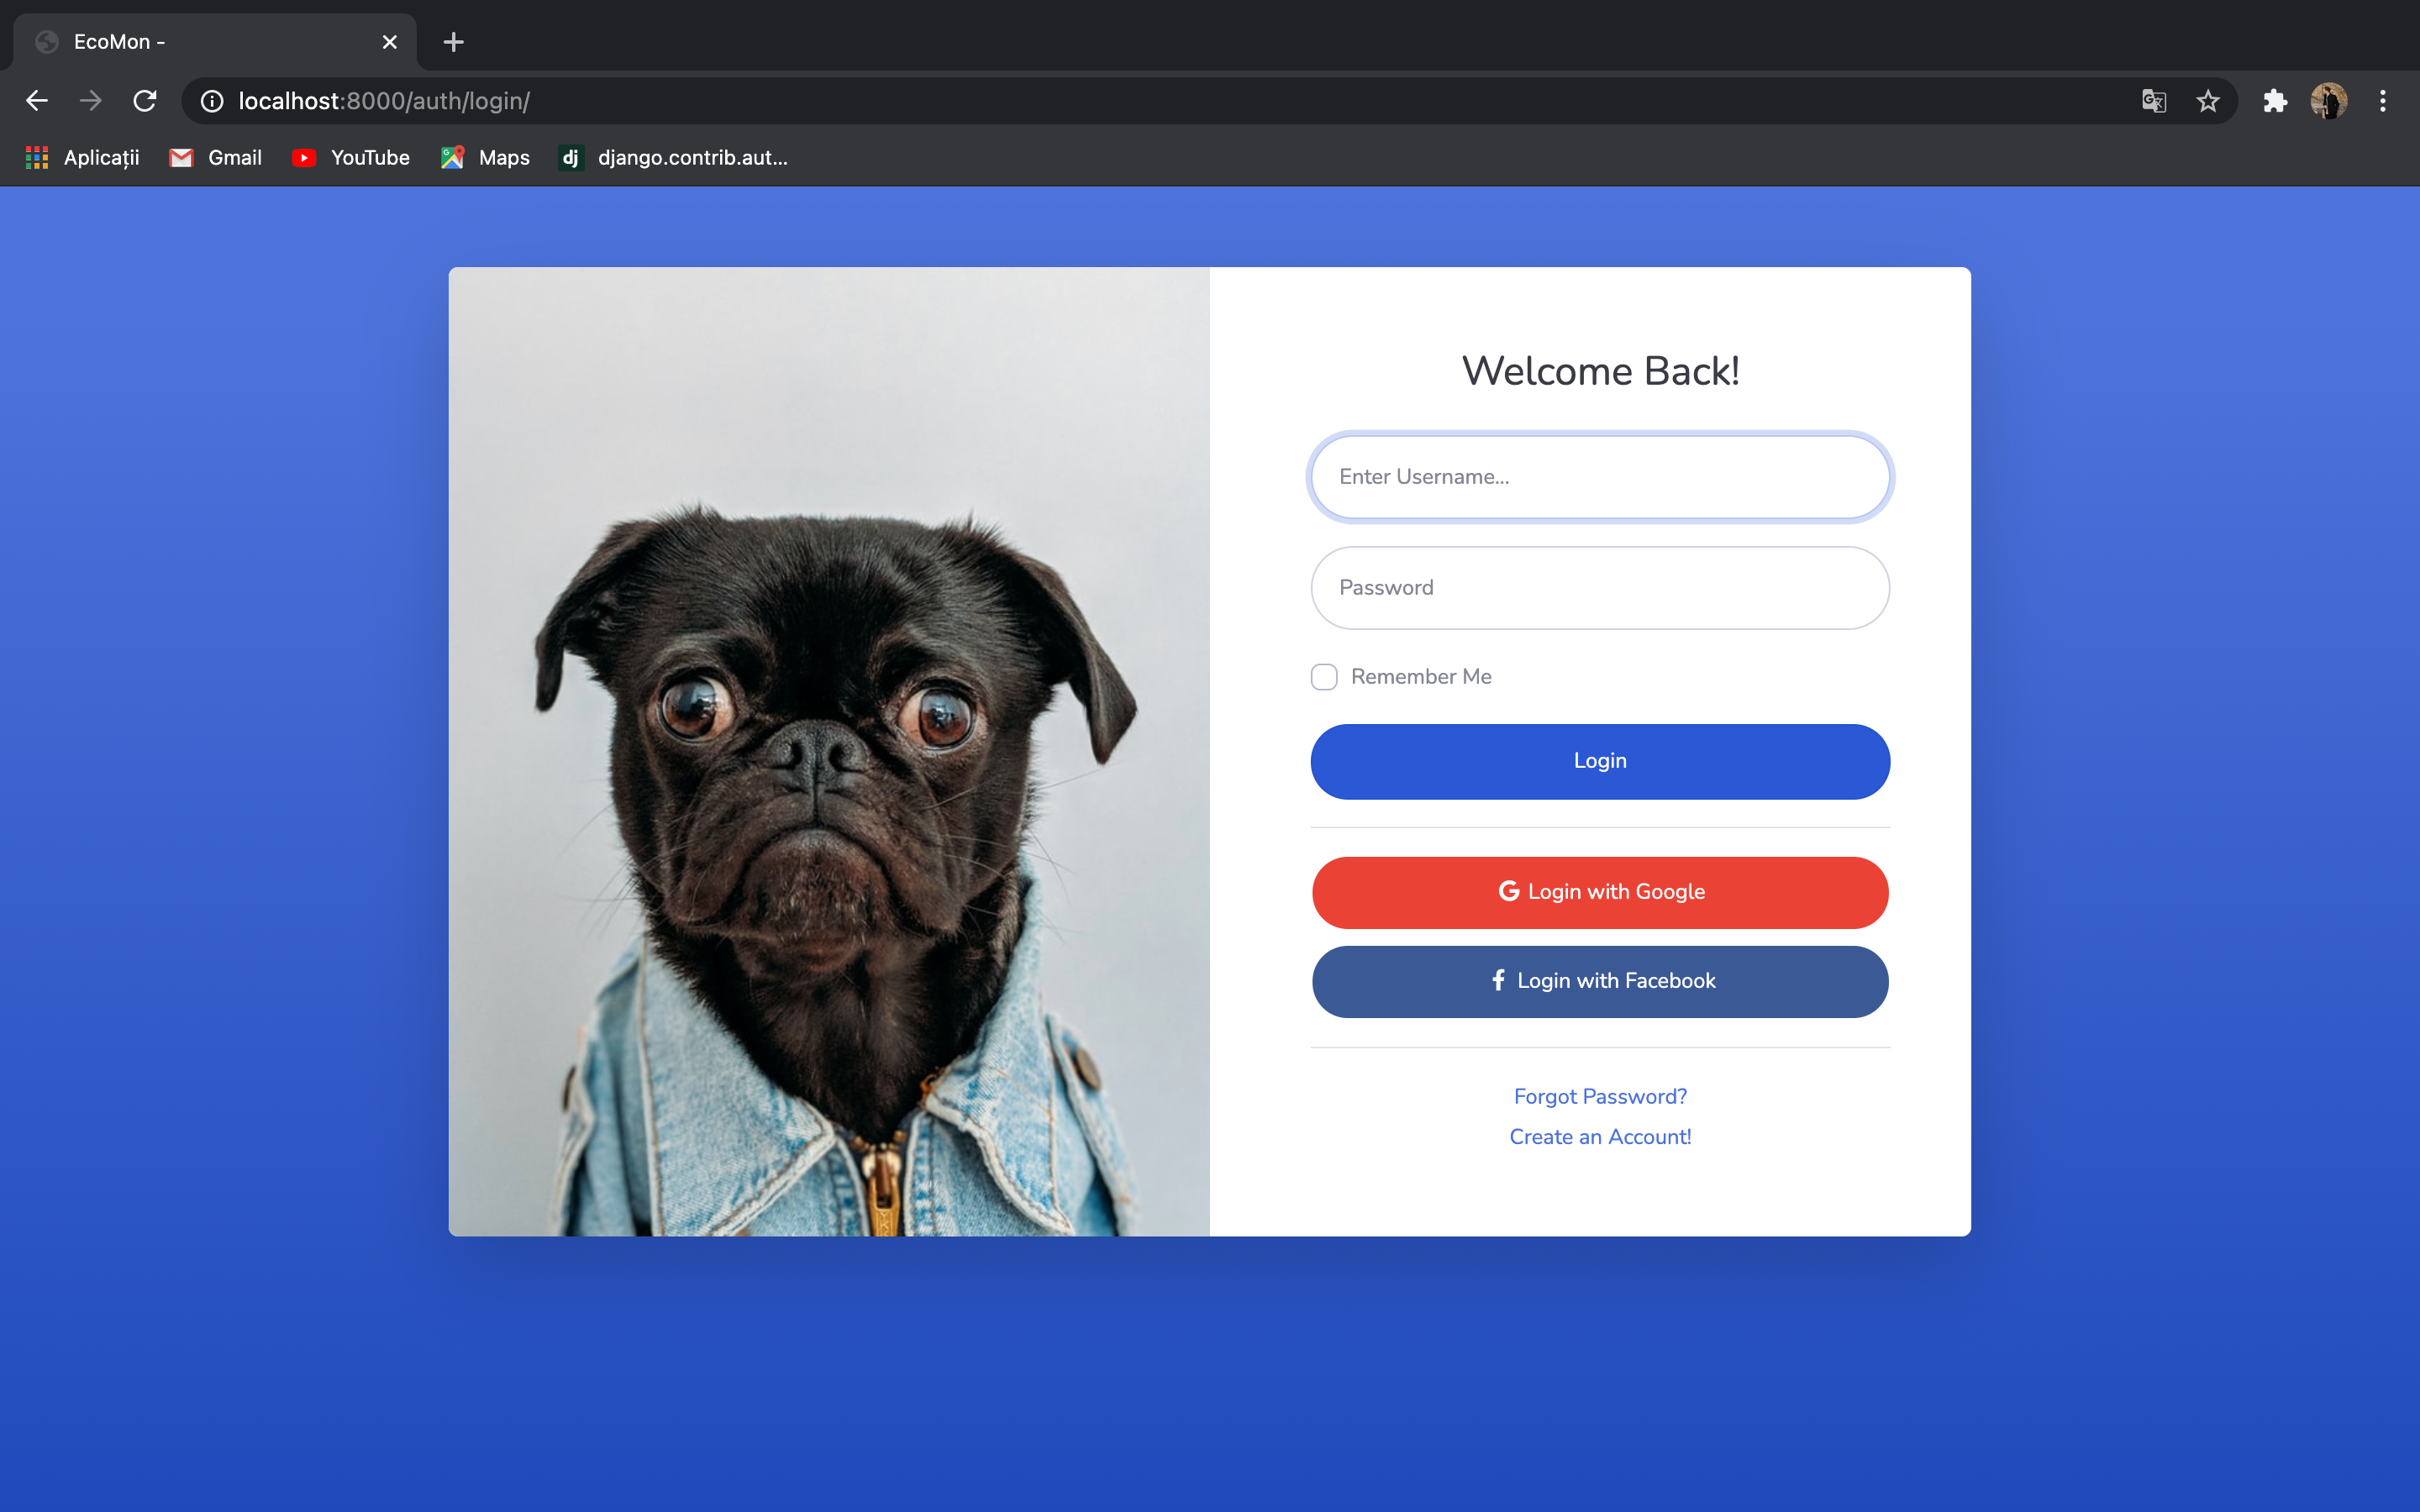 EcoMon -
localhost:8000/auth/login/
Aplicații Gmail YouTube Maps dj django.contrib.aut...
Welcome Back!
Enter Username...
Password
Remember Me
Login
G Login with Google
f Login with Facebook
Forgot Password?
Create an Account!